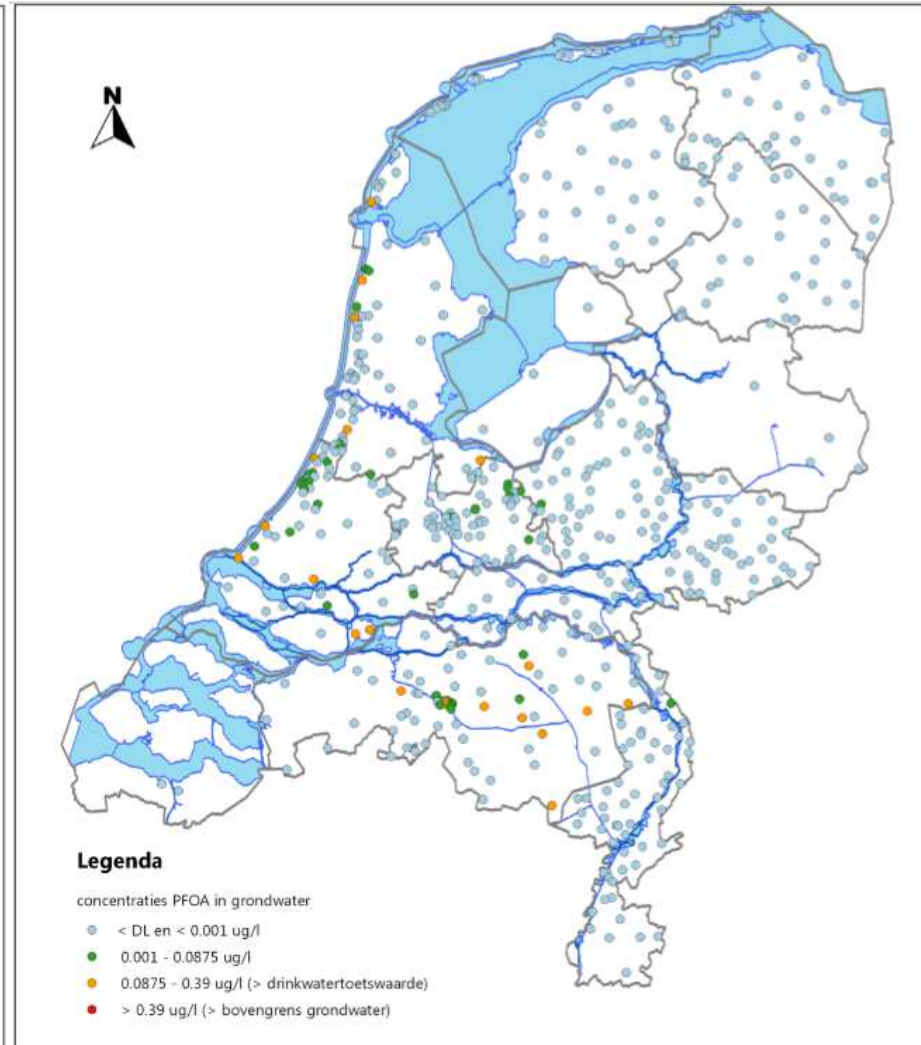 N
Legenda
concentraties PFOA in grondwater
< DL en < 0.001 ug/l
0.001 - 0.0875 ug/l
0.0875 - 0.39 ug/l (> drinkwatertoetswaarde)
> 0.39 ug/l (> bovengrens grondwater)